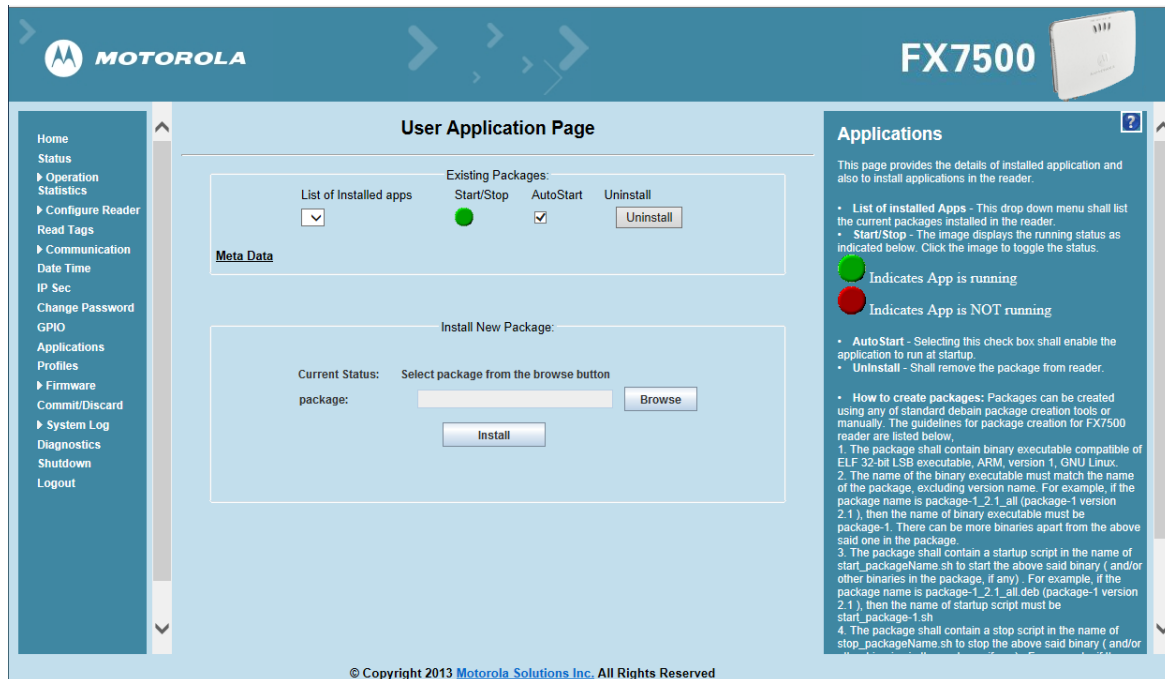 MOTOROLA
FX7500
Home
Status
Operation
Statistics
Configure Reader
Read Tags
Communication
Date Time
IP Sec
Change Password
GPIO
Applications
Profiles
Firmware
Commit/Discard
System Log
Diagnostics
Shutdown
Logout
User Application Page
Existing Packages:
List of Installed apps Start/Stop AutoStart Uninstall
Uninstall
Meta Data
Install New Package:
Current Status: Select package from the browse button
package: Browse
Install
?
Applications
This page provides the details of installed application and
also to install applications in the reader.
• List of installed Apps - This drop down menu shall list
the current packages installed in the reader.
• Start/Stop - The image displays the running status as
indicated below. Click the image to toggle the status.
Indicates App is running
Indicates App is NOT running
• AutoStart - Selecting this check box shall enable the
application to run at startup.
• UnInstall - Shall remove the package from reader.
• How to create packages: Packages can be created
using any of standard debain package creation tools or
manually. The guidelines for package creation for FX7500
reader are listed below,
1. The package shall contain binary executable compatible of
ELF 32-bit LSB executable, ARM, version 1, GNU Linux.
2. The name of the binary executable must match the name
of the package, excluding version name. For example, if the
package name is package-1_2.1_all (package-1 version
2.1 ), then the name of binary executable must be
package-1. There can be more binaries apart from the above
said one in the package.
3. The package shall contain a startup script in the name of
start_packageName.sh to start the above said binary ( and/or
other binaries in the package, if any) . For example, if the
package name is package-1_2.1_all.deb (package-1 version
2.1 ), then the name of startup script must be
start_package-1.sh
4. The package shall contain a stop script in the name of
stop_packageName.sh to stop the above said binary ( and/or
© Copyright 2013 Motorola Solutions Inc. All Rights Reserved